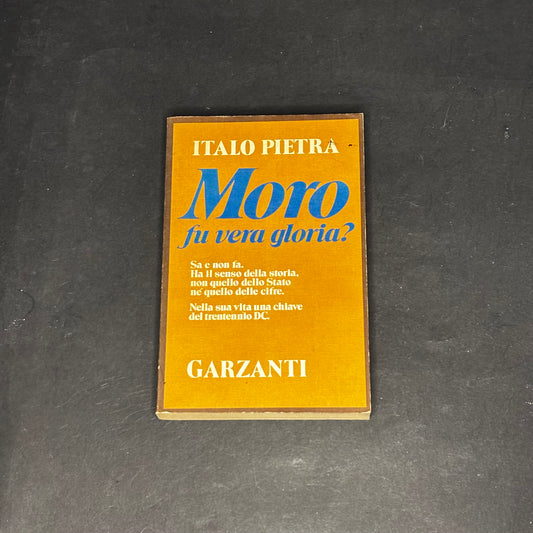 ITALO PIETRA
Moro
fu vera gloria?
Sa e non fa.
Ha il senso della storia,
non quello dello Stato
ne' quello delle cifre.
Nella sua vita una chiave
del trentennio DC.
GARZANTI